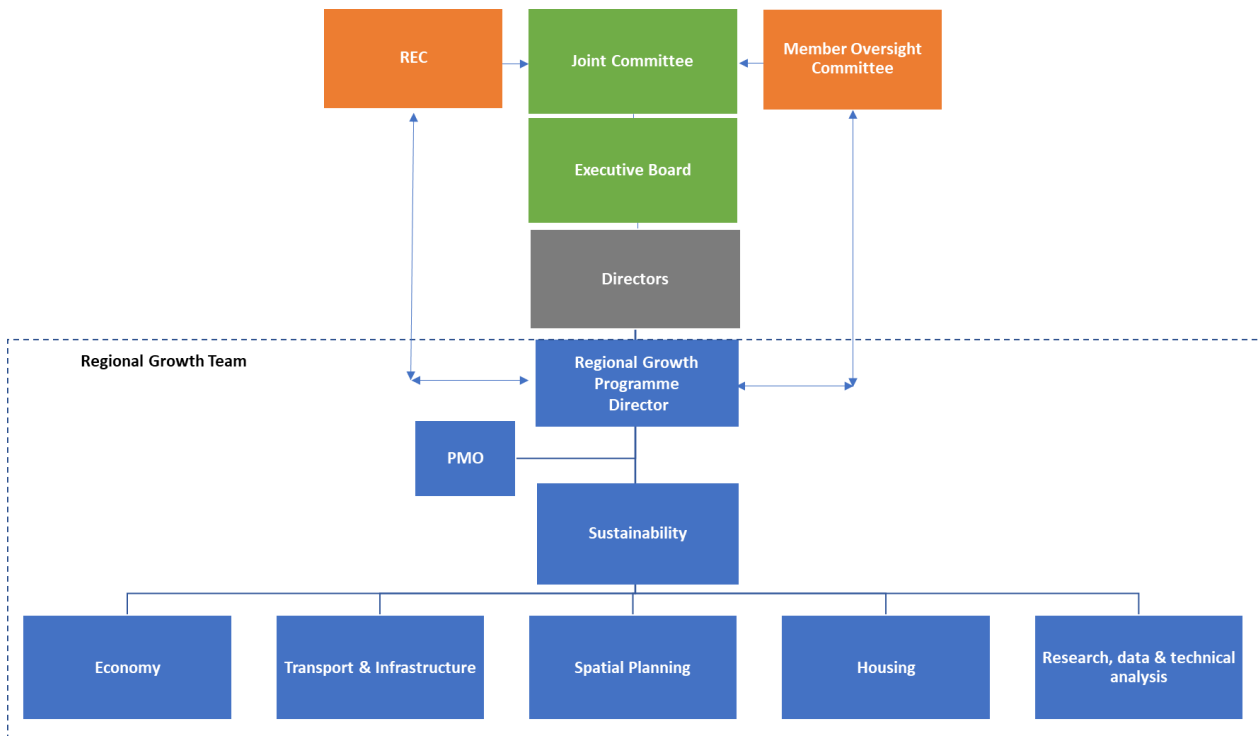 REC
Joint Committee
Member Oversight
Committee
Executive Board
Directors
Regional Growth Team
Regional Growth
Programme
Director
PMO
Sustainability
Economy
Transport & Infrastructure
Spatial Planning
Housing
Research, data & technical
analysis